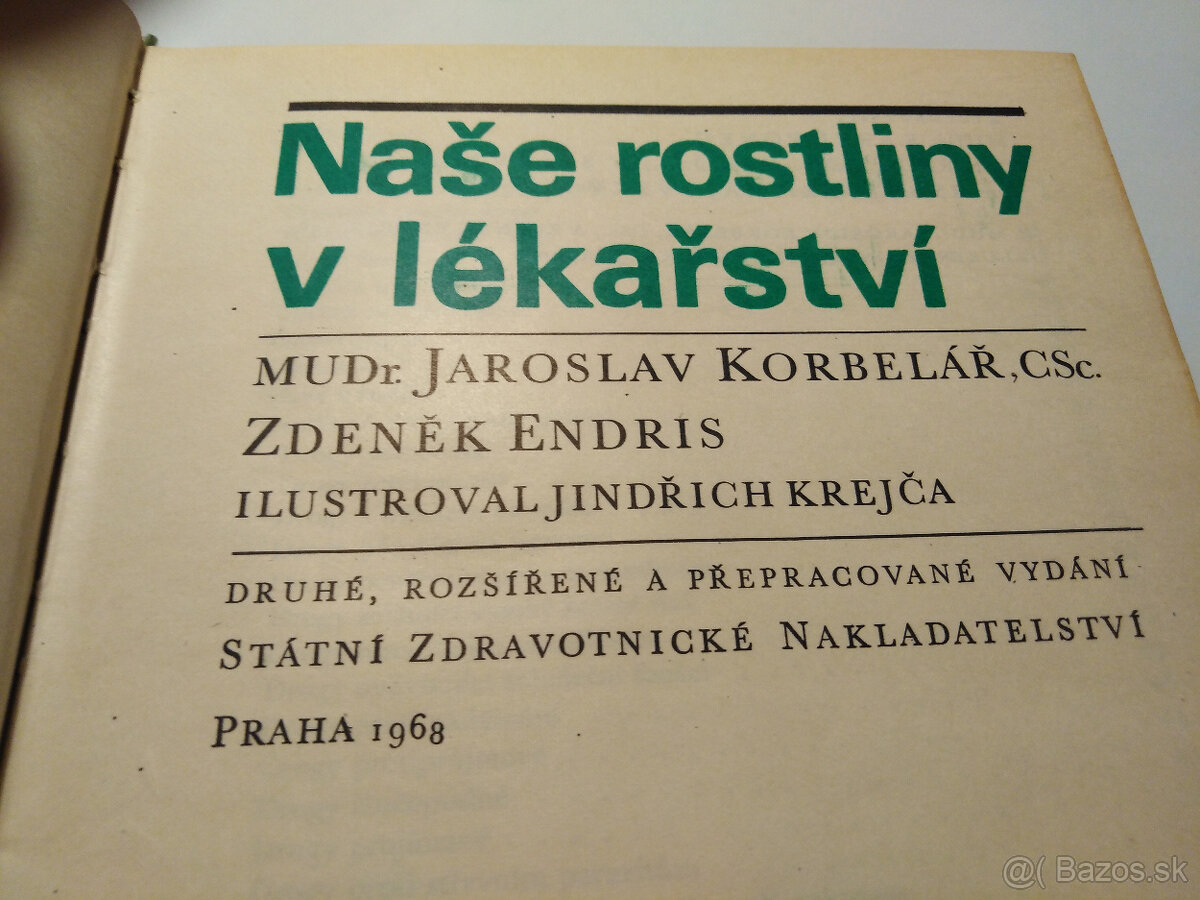 Naše rostliny
v lékařství
MUDr. JAROSLAV KORBELÁŘ, CSc.
ZDENĚK ENDRIS
ILUSTROVAL JINDŘICH KREJČA
DRUHÉ, ROZŠÍŘENÉ A PŘEPRACOVANÉ VYDÁNÍ
STÁTNÍ ZDRAVOTNICKÉ NAKLADATELSTVÍ
PRAHA 1968
@( Bazos.sk